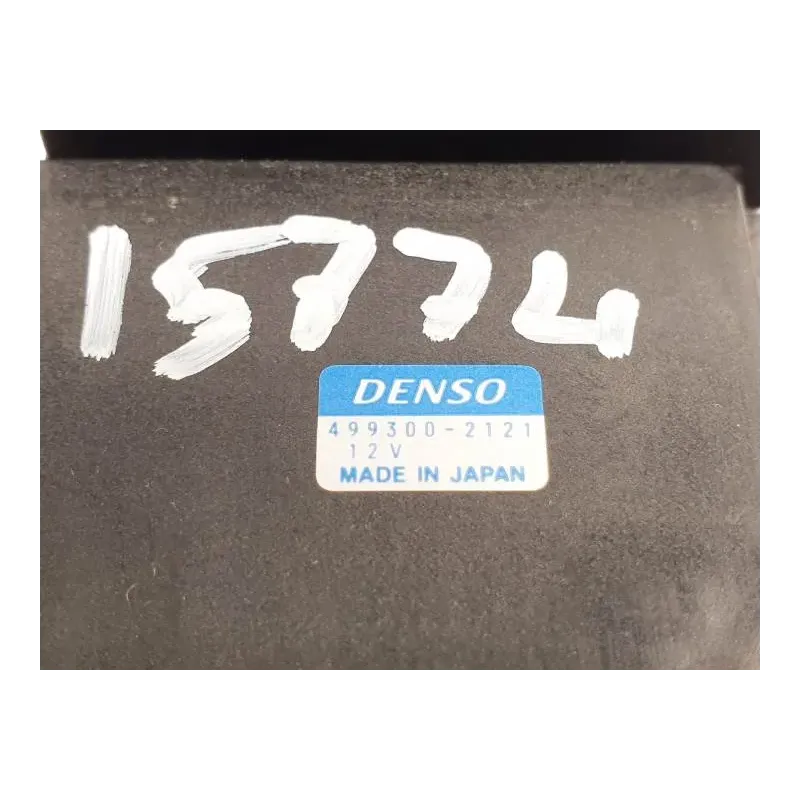 15774
DENSO
499300-2121
12V
MADE IN JAPAN